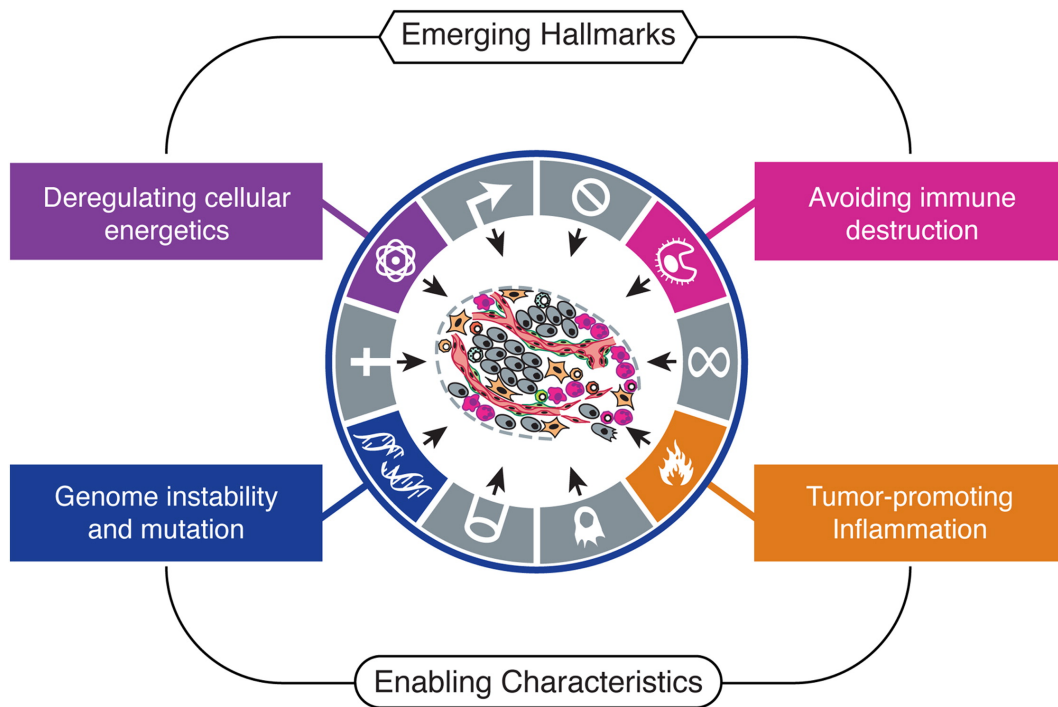 Emerging Hallmarks
Deregulating cellular
energetics
Avoiding immune
destruction
Genome instability
and mutation
Tumor-promoting
Inflammation
Enabling Characteristics